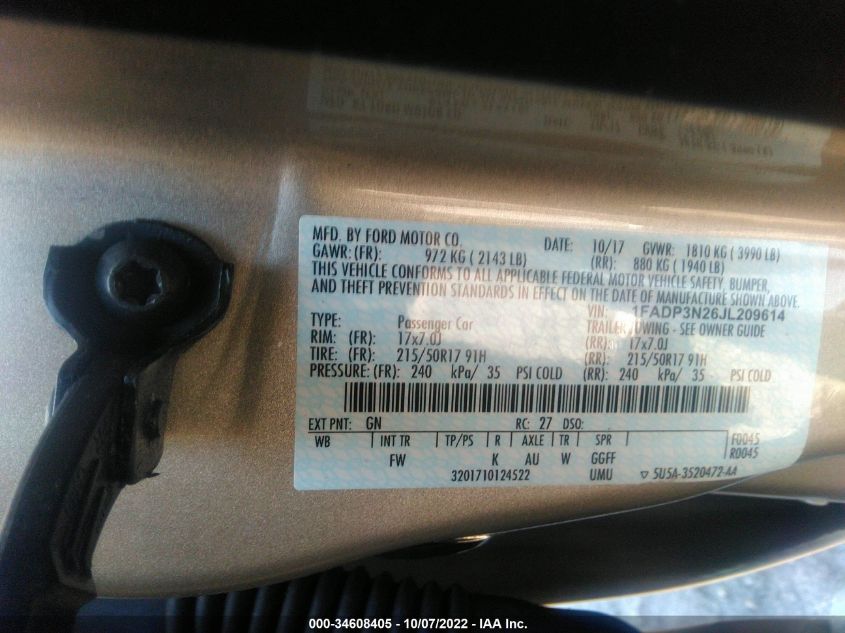 MFD. BY FORD MOTOR CO. DATE: 10/17 GVWR: 1810 KG ( 3990 LB)
GAWR: (FR): 972 KG ( 2143 LB) (RR): 880 KG ( 1940 LB)
THIS VEHICLE CONFORMS TO ALL APPLICABLE FEDERAL MOTOR VEHICLE SAFETY, BUMPER,
AND THEFT PREVENTION STANDARDS IN EFFECT ON THE DATE OF MANUFACTURE SHOWN ABOVE.
VIN: 1FADP3N26JL209614
TYPE: Passenger Car TRAILER TOWING - SEE OWNER GUIDE
RIM: (FR): 17x7.0J (RR): 17x7.0J
TIRE: (FR): 215/50R17 91H (RR): 215/50R17 91H
PRESSURE: (FR): 240 kPa/ 35 PSI COLD (RR): 240 kPa/ 35 PSI COLD
EXT PNT: GN RC: 27 DSO:
WB INT TR TP/PS R AXLE TR SPR F0045
FW K AU W GGFF R0045
3201710124522 UMU ▽ 5U5A-3520472-AA
000-34608405 - 10/07/2022 - IAA Inc.